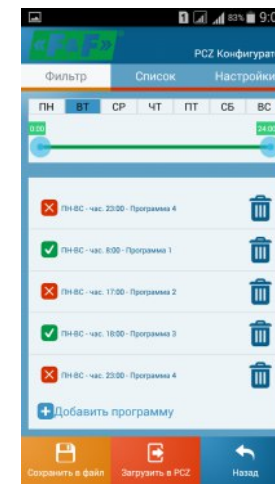 83% 9:0
«F&F»
PCZ Конфигурат
Фильтр Список Настройки
ПН ВТ СР ЧТ ПТ СБ ВС
0:00 24:00
ПН-ВС - час. 23:00 - Программа 4
ПН-ВС - час. 8:00 - Программа 1
ПН-ВС - час. 17:00 - Программа 2
ПН-ВС - час. 18:00 - Программа 3
ПН-ВС - час. 23:00 - Программа 4
Добавить программу
Сохранить в файл Загрузить в PCZ Назад